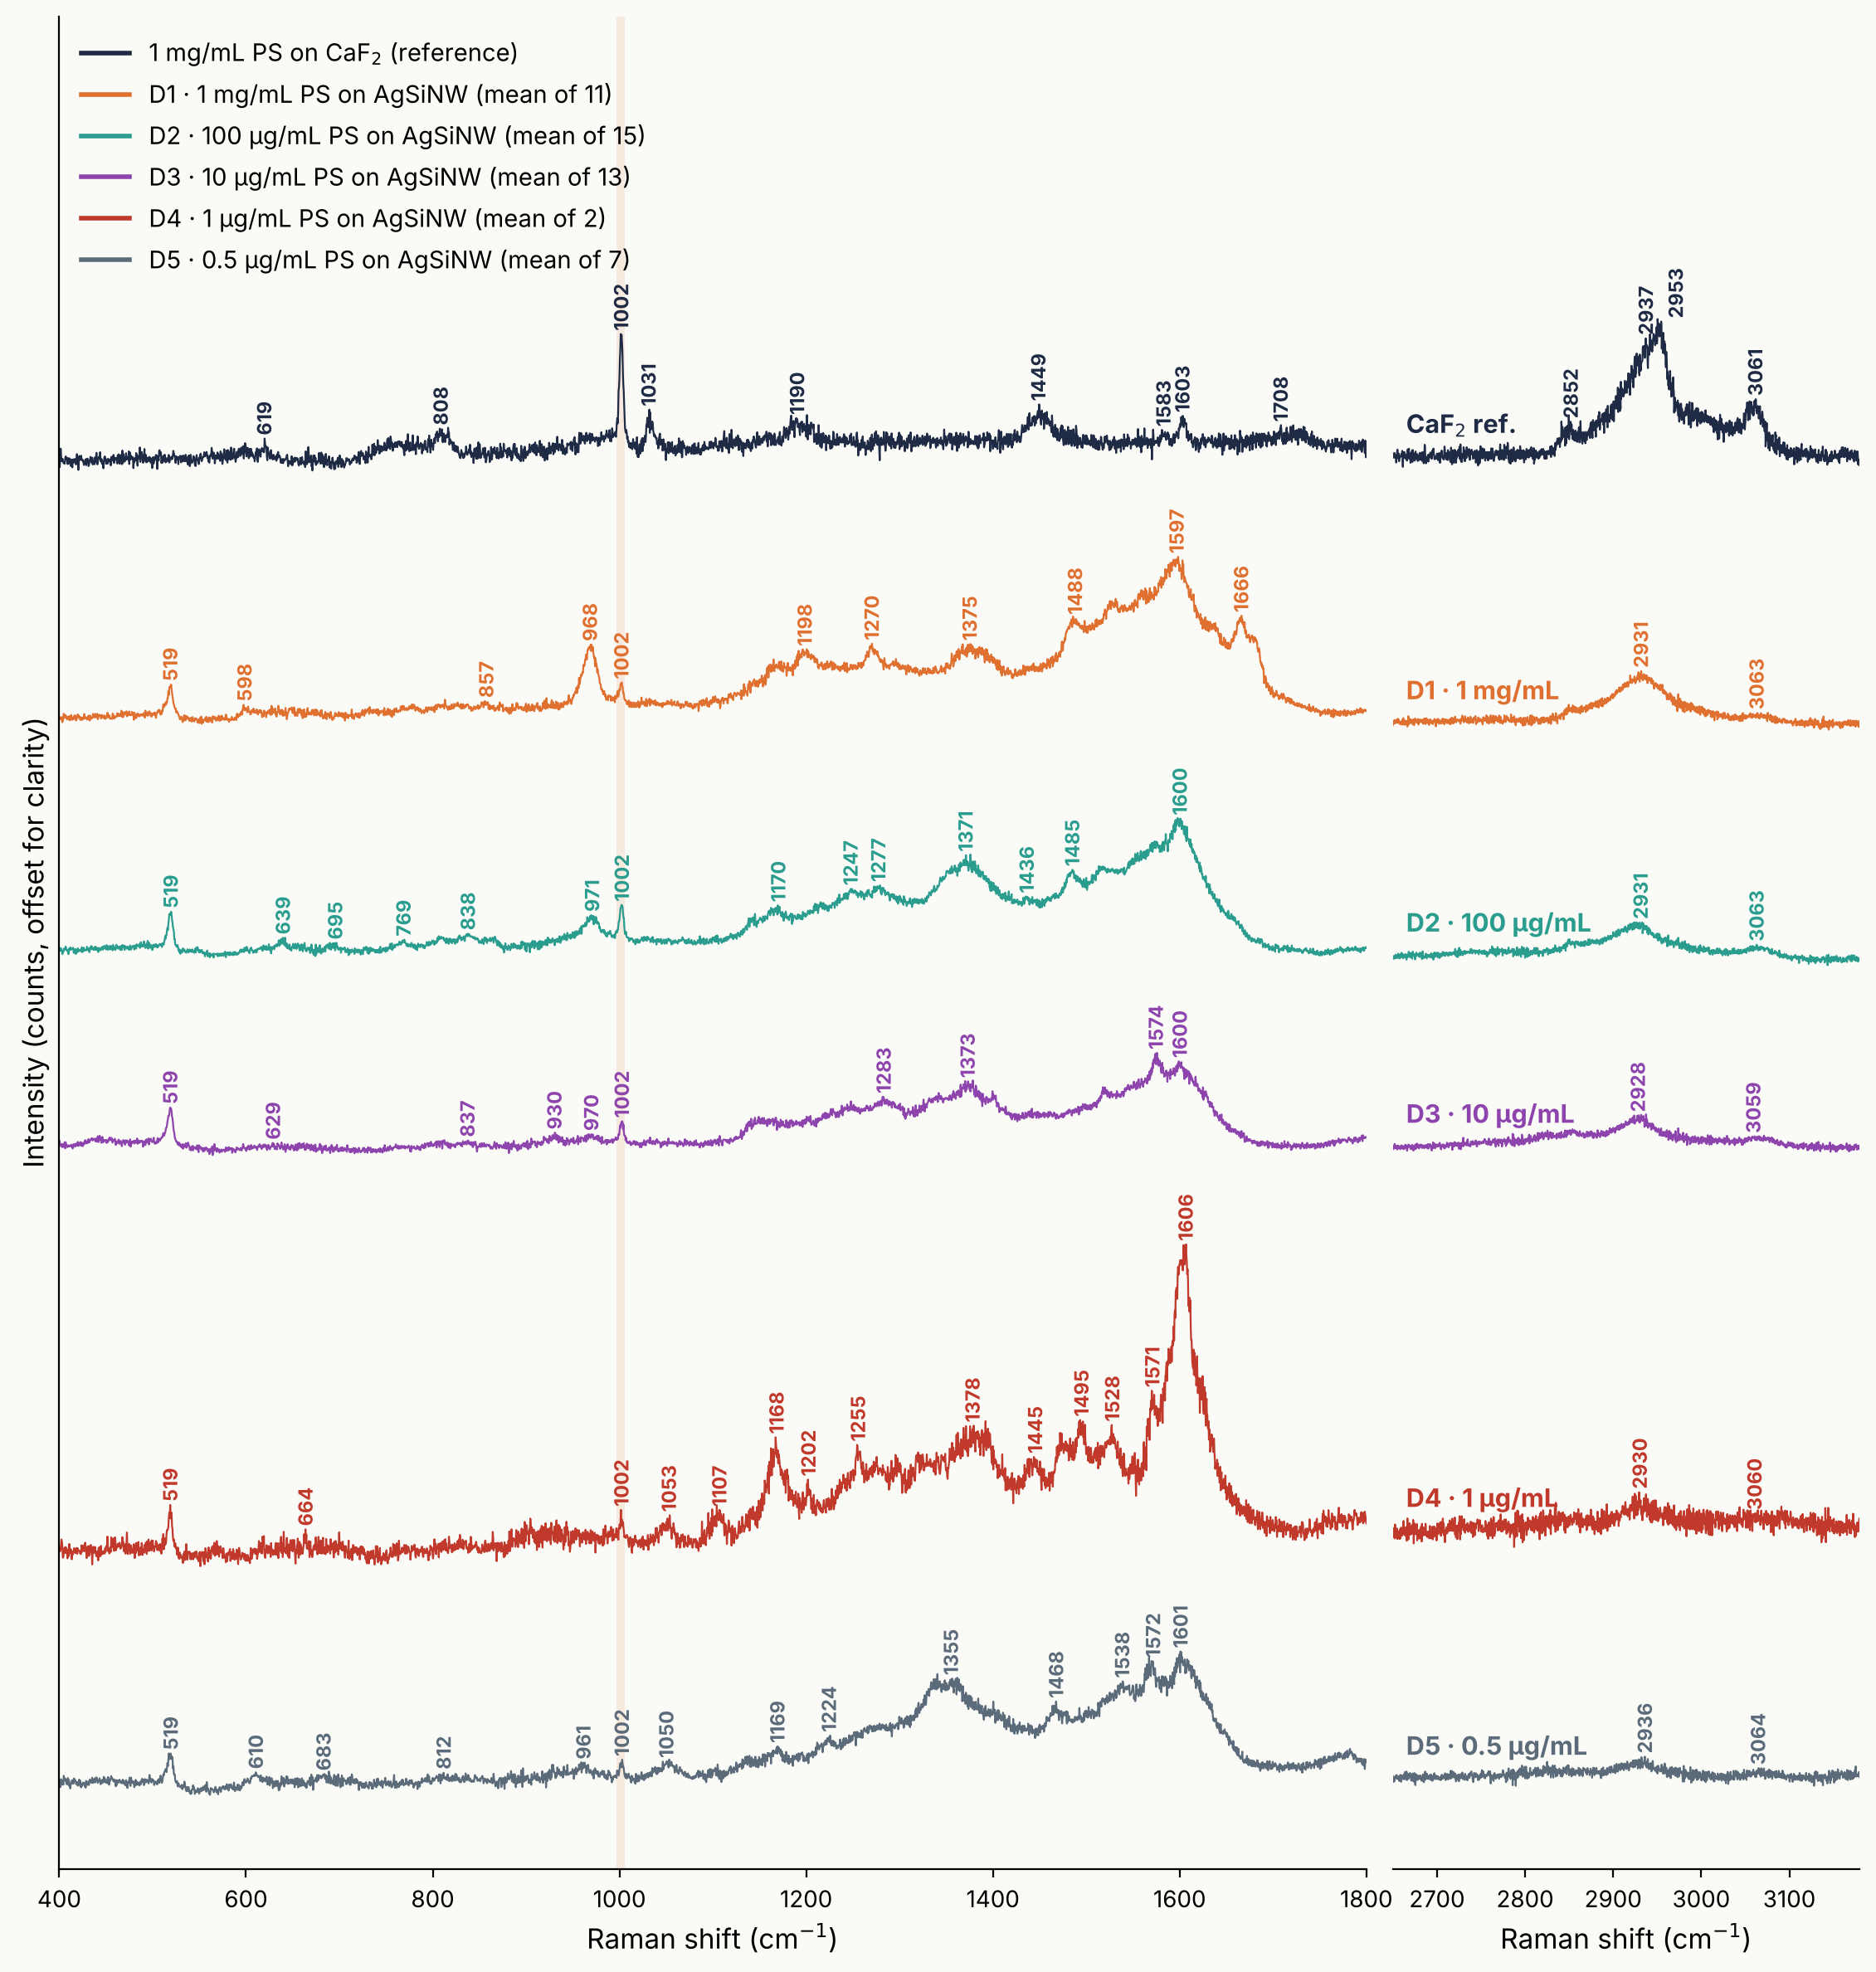 1 mg/mL PS on CaF₂ (reference)
D1 · 1 mg/mL PS on AgSiNW (mean of 11)
D2 · 100 µg/mL PS on AgSiNW (mean of 15)
D3 · 10 µg/mL PS on AgSiNW (mean of 13)
D4 · 1 µg/mL PS on AgSiNW (mean of 2)
D5 · 0.5 µg/mL PS on AgSiNW (mean of 7)
619 808 1002 1031 1190 1449 1583 1603 1708
CaF₂ ref.
2852 2937 2953 3061
519 598 857 968 1002 1198 1270 1375 1488 1597 1666
D1 · 1 mg/mL
2931 3063
519 639 695 769 838 971 1002 1170 1247 1277 1371 1436 1485 1600
D2 · 100 µg/mL
2931 3063
519 629 837 930 970 1002 1283 1373 1574 1600
D3 · 10 µg/mL
2928 3059
519 664 1002 1053 1107 1168 1202 1255 1378 1445 1495 1528 1571 1606
D4 · 1 µg/mL
2930 3060
519 610 683 812 961 1002 1050 1169 1224 1355 1468 1538 1572 1601
D5 · 0.5 µg/mL
2936 3064
Intensity (counts, offset for clarity)
400 600 800 1000 1200 1400 1600 1800
2700 2800 2900 3000 3100
Raman shift (cm⁻¹)
Raman shift (cm⁻¹)